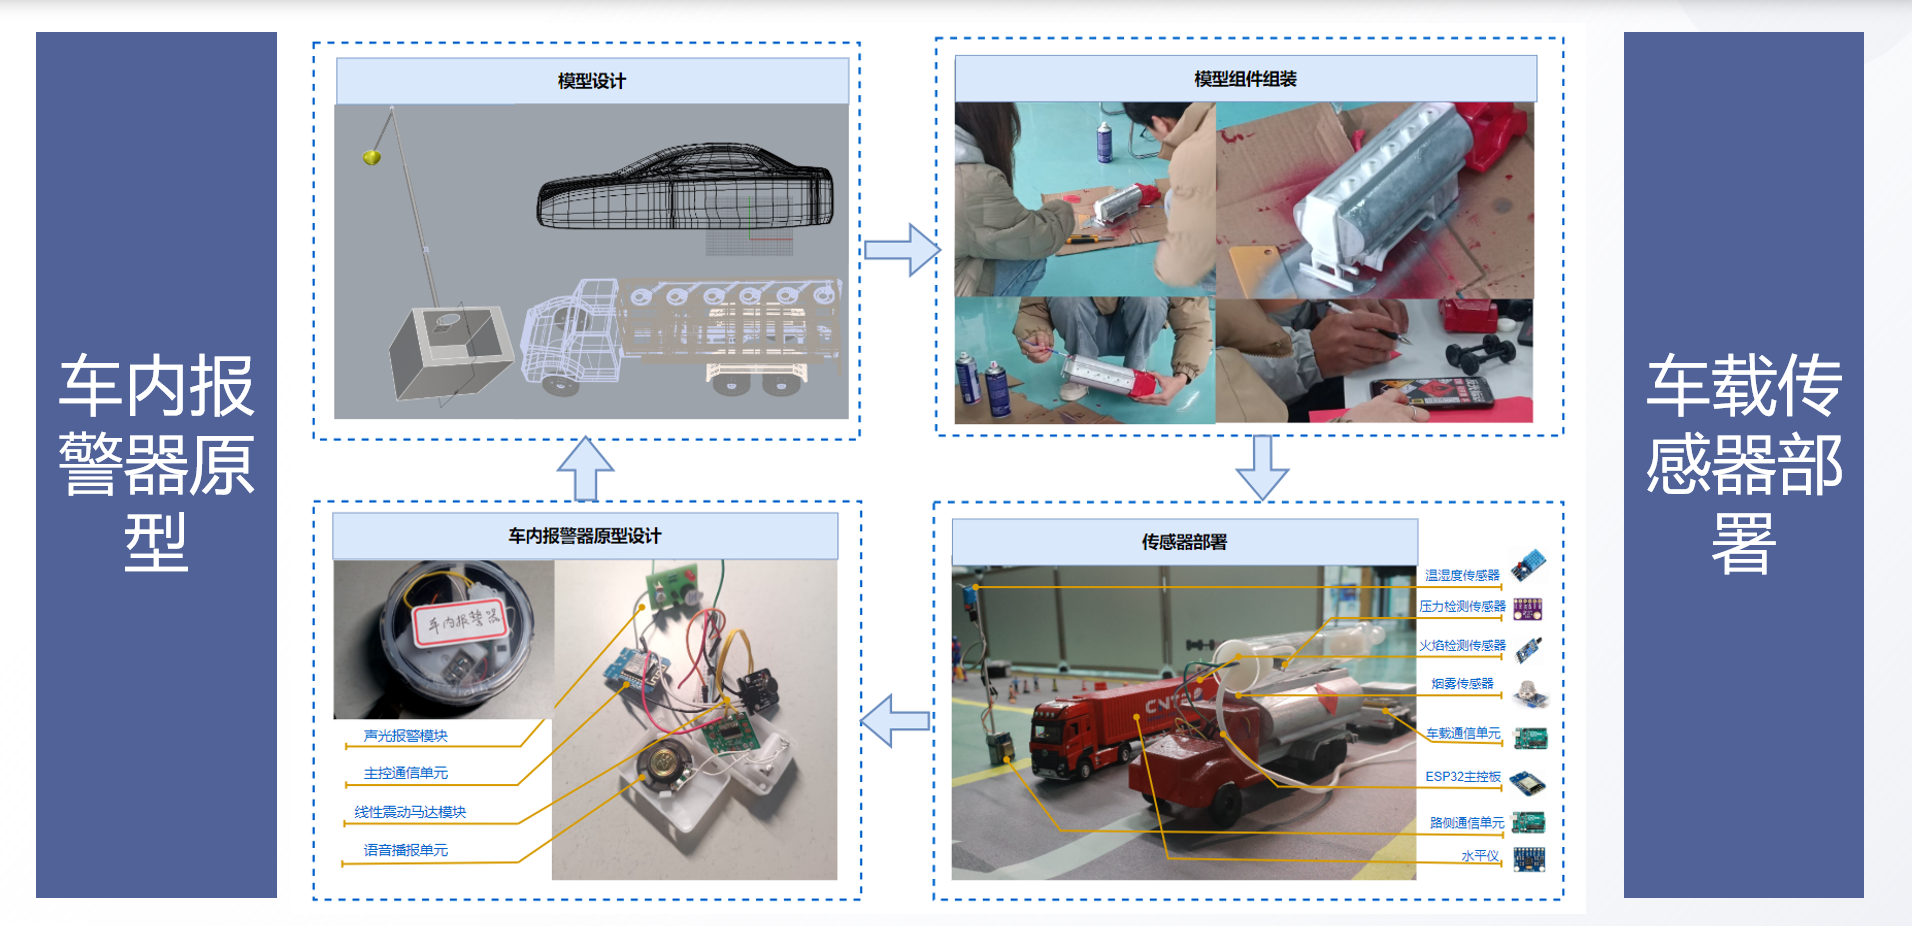 车内报
警器原
型
模型设计
模型组件组装
车载传
感器部
署
车内报警器原型设计
车内报警器
声光报警模块
主控通信单元
线性震动马达模块
语音播报单元
传感器部署
温湿度传感器
压力检测传感器
火焰检测传感器
烟雾传感器
车载通信单元
ESP32主控板
路侧通信单元
水平仪